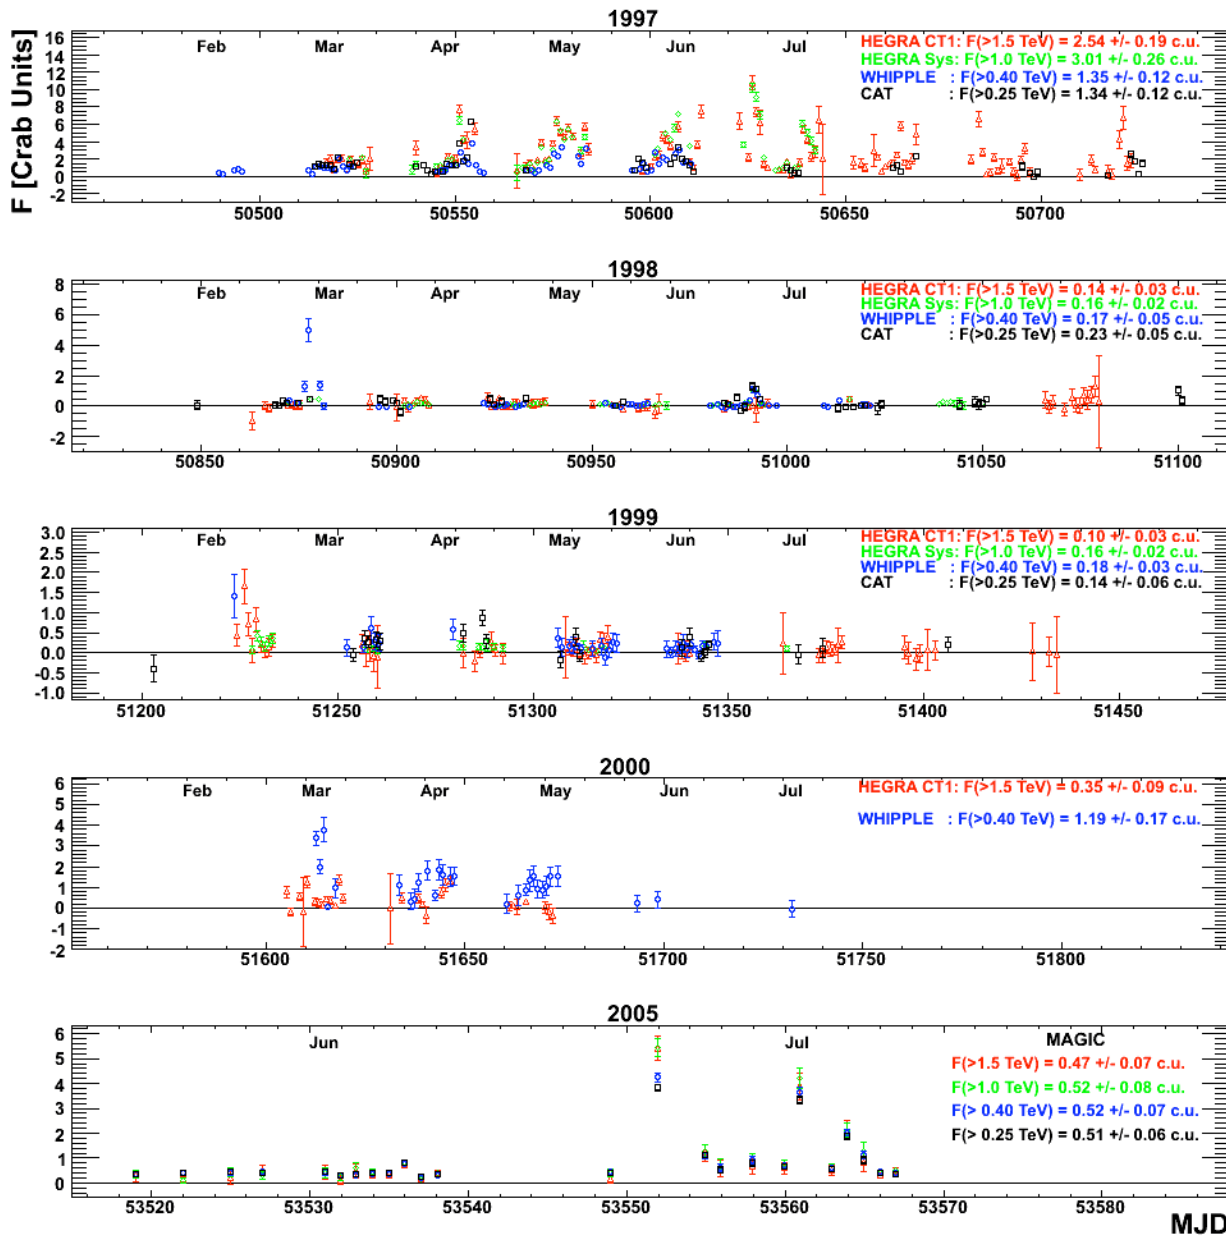 1997
F [Crab Units]
Feb Mar Apr May Jun Jul
HEGRA CT1: F(>1.5 TeV) = 2.54 +/- 0.19 c.u.
HEGRA Sys: F(>1.0 TeV) = 3.01 +/- 0.26 c.u.
WHIPPLE : F(>0.40 TeV) = 1.35 +/- 0.12 c.u.
CAT : F(>0.25 TeV) = 1.34 +/- 0.12 c.u.
16
14
12
10
8
6
4
2
0
-2
50500 50550 50600 50650 50700
1998
Feb Mar Apr May Jun Jul
HEGRA CT1: F(>1.5 TeV) = 0.14 +/- 0.03 c.u.
HEGRA Sys: F(>1.0 TeV) = 0.16 +/- 0.02 c.u.
WHIPPLE : F(>0.40 TeV) = 0.17 +/- 0.05 c.u.
CAT : F(>0.25 TeV) = 0.23 +/- 0.05 c.u.
8
6
4
2
0
-2
50850 50900 50950 51000 51050 51100
1999
Feb Mar Apr May Jun Jul
HEGRA CT1: F(>1.5 TeV) = 0.10 +/- 0.03 c.u.
HEGRA Sys: F(>1.0 TeV) = 0.16 +/- 0.02 c.u.
WHIPPLE : F(>0.40 TeV) = 0.18 +/- 0.03 c.u.
CAT : F(>0.25 TeV) = 0.14 +/- 0.06 c.u.
3.0
2.5
2.0
1.5
1.0
0.5
0.0
-0.5
-1.0
51200 51250 51300 51350 51400 51450
2000
Feb Mar Apr May Jun Jul
HEGRA CT1: F(>1.5 TeV) = 0.35 +/- 0.09 c.u.
WHIPPLE : F(>0.40 TeV) = 1.19 +/- 0.17 c.u.
6
5
4
3
2
1
0
-1
-2
51600 51650 51700 51750 51800
2005
Jun Jul MAGIC
F(>1.5 TeV) = 0.47 +/- 0.07 c.u.
F(>1.0 TeV) = 0.52 +/- 0.08 c.u.
F(> 0.40 TeV) = 0.52 +/- 0.07 c.u.
F(> 0.25 TeV) = 0.51 +/- 0.06 c.u.
6
5
4
3
2
1
0
53520 53530 53540 53550 53560 53570 53580
MJD